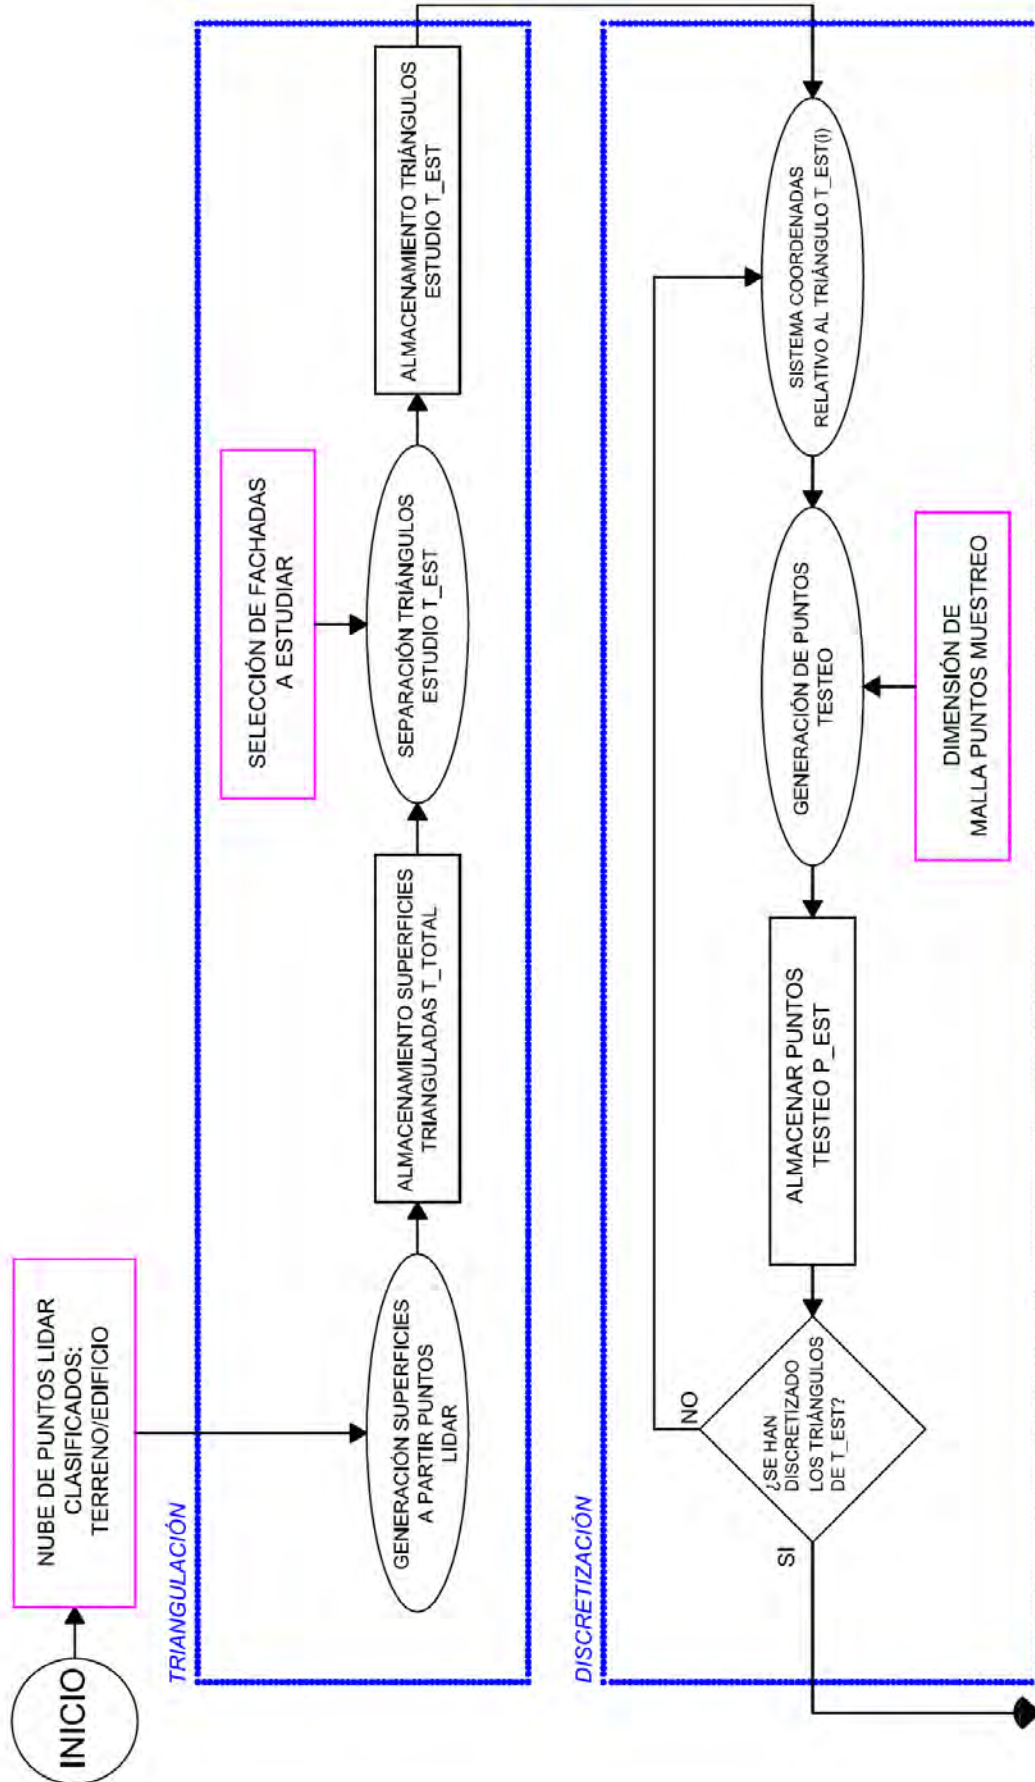 INICIO
NUBE DE PUNTOS LIDAR
CLASIFICADOS:
TERRENO/EDIFICIO
TRIANGULACIÓN
GENERACIÓN SUPERFICIES
A PARTIR PUNTOS
LIDAR
ALMACENAMIENTO SUPERFICIES
TRIANGULADAS T_TOTAL
SELECCIÓN DE FACHADAS
A ESTUDIAR
SEPARACIÓN TRIÁNGULOS
ESTUDIO T_EST
ALMACENAMIENTO TRIÁNGULOS
ESTUDIO T_EST
DISCRETIZACIÓN
SISTEMA COORDENADAS
RELATIVO AL TRIÁNGULO T_EST(i)
GENERACIÓN DE PUNTOS
TESTEO
DIMENSIÓN DE
MALLA PUNTOS MUESTREO
ALMACENAR PUNTOS
TESTEO P_EST
¿SE HAN
DISCRETIZADO
LOS TRIÁNGULOS
DE T_EST?
NO
SI